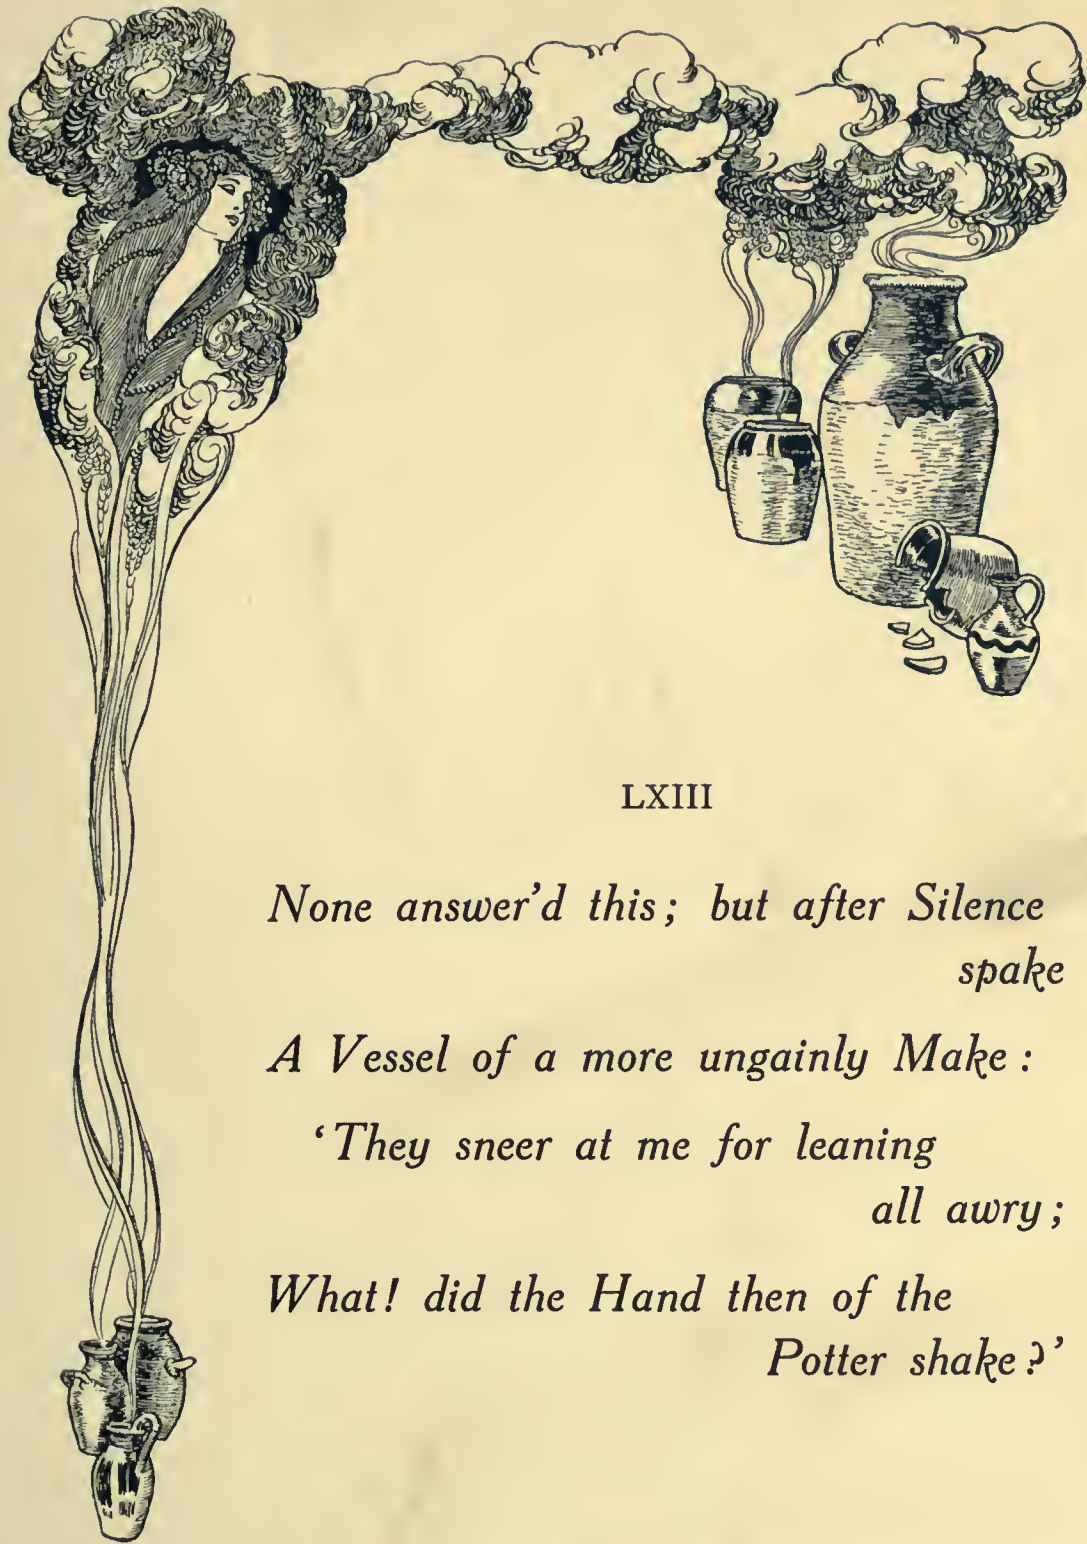 LXIII
None answer'd this; but after Silence
spake
A Vessel of a more ungainly Make:
‘They sneer at me for leaning
all awry;
What! did the Hand then of the
Potter shake?’